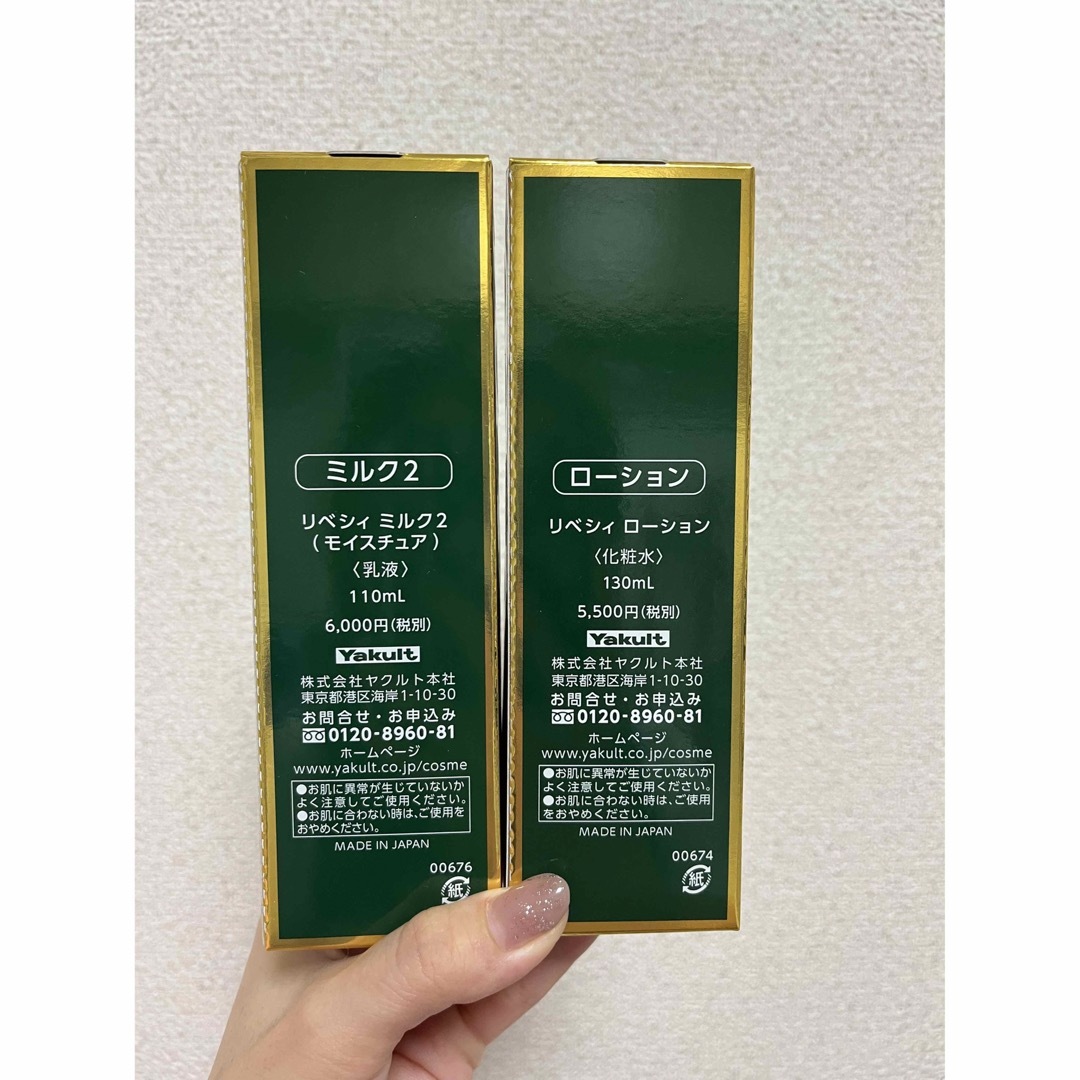 ミルク2
リベシィ ミルク2
(モイスチュア)
〈乳液〉
110mL
6,000円(税別)
Yakult
株式会社ヤクルト本社
東京都港区海岸1-10-30
お問合せ・お申込み
0120-8960-81
ホームページ
www.yakult.co.jp/cosme
●お肌に異常が生じていないか
よく注意してご使用ください。
●お肌に合わない時は、ご使用を
おやめください。
MADE IN JAPAN
00676
紙
ローション
リベシィ ローション
〈化粧水〉
130mL
5,500円(税別)
Yakult
株式会社ヤクルト本社
東京都港区海岸1-10-30
お問合せ・お申込み
0120-8960-81
ホームページ
www.yakult.co.jp/cosme
●お肌に異常が生じていないか
よく注意してご使用ください。
●お肌に合わない時は、ご使用
をおやめください。
MADE IN JAPAN
00674
紙